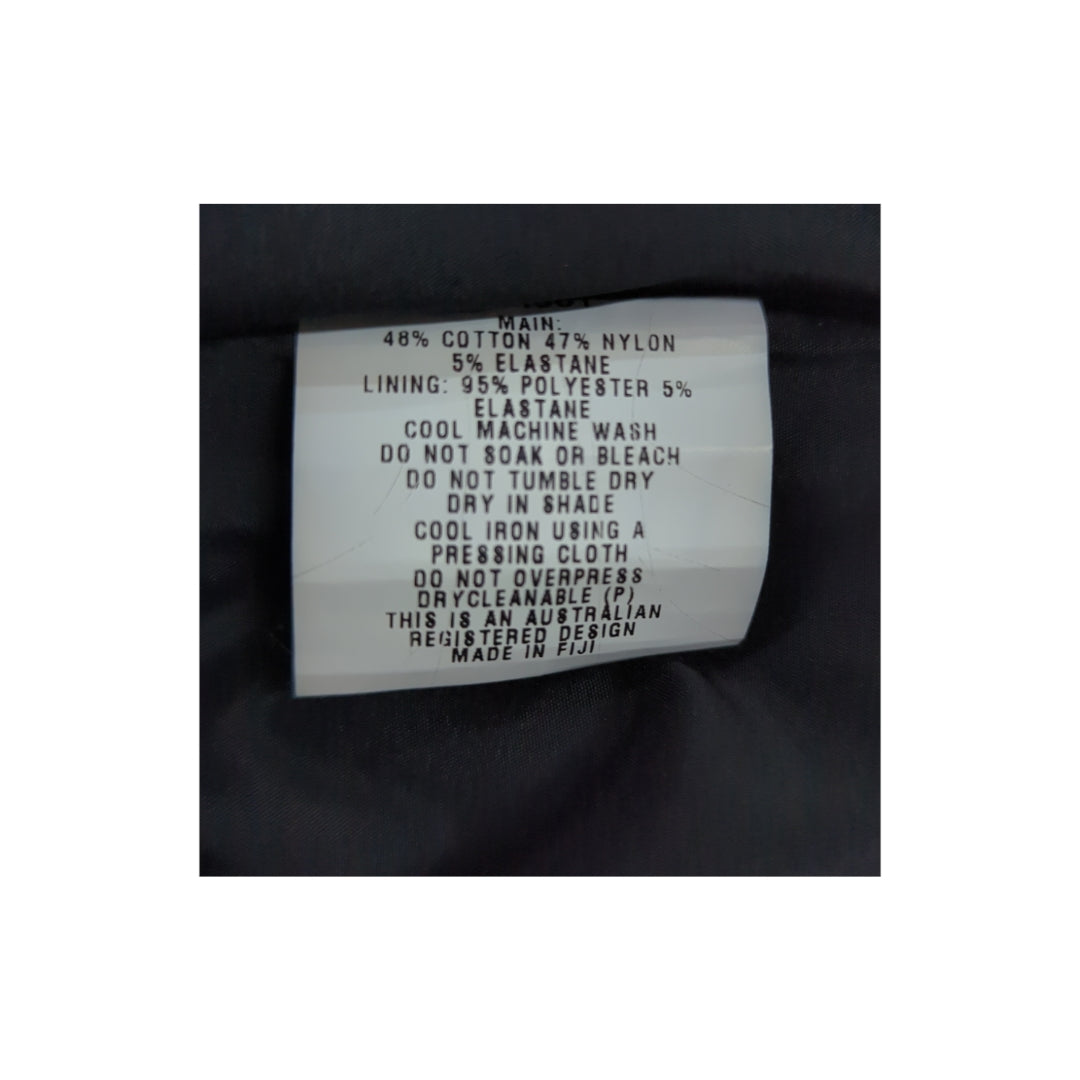 MAIN:
48% COTTON 47% NYLON
5% ELASTANE
LINING: 95% POLYESTER 5%
ELASTANE
COOL MACHINE WASH
DO NOT SOAK OR BLEACH
DO NOT TUMBLE DRY
DRY IN SHADE
COOL IRON USING A
PRESSING CLOTH
DO NOT OVERPRESS
DRYCLEANABLE (P)
THIS IS AN AUSTRALIAN
REGISTERED DESIGN
MADE IN FIJI